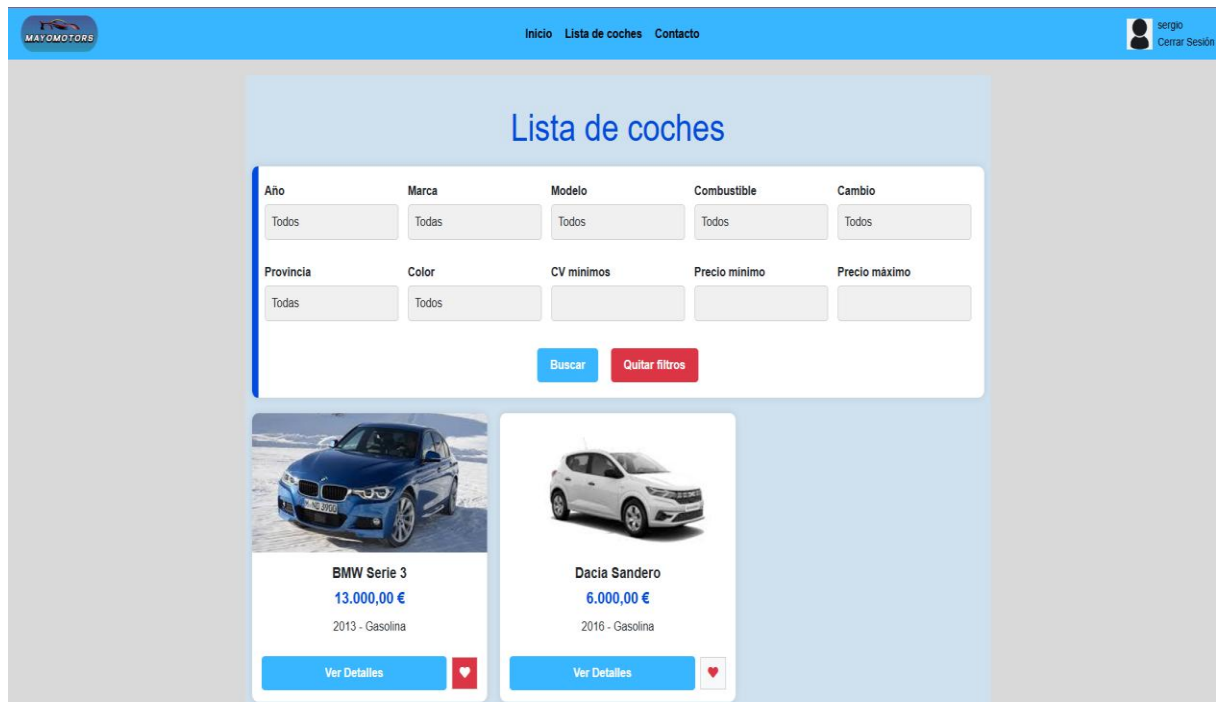 MAYOMOTORS
Inicio Lista de coches Contacto
sergio
Cerrar Sesión
Lista de coches
Año Marca Modelo Combustible Cambio
Todos Todas Todos Todos Todos
Provincia Color CV mínimos Precio mínimo Precio máximo
Todas Todos
Buscar Quitar filtros
BMW Serie 3
13.000,00 €
2013 - Gasolina
Ver Detalles
Dacia Sandero
6.000,00 €
2016 - Gasolina
Ver Detalles